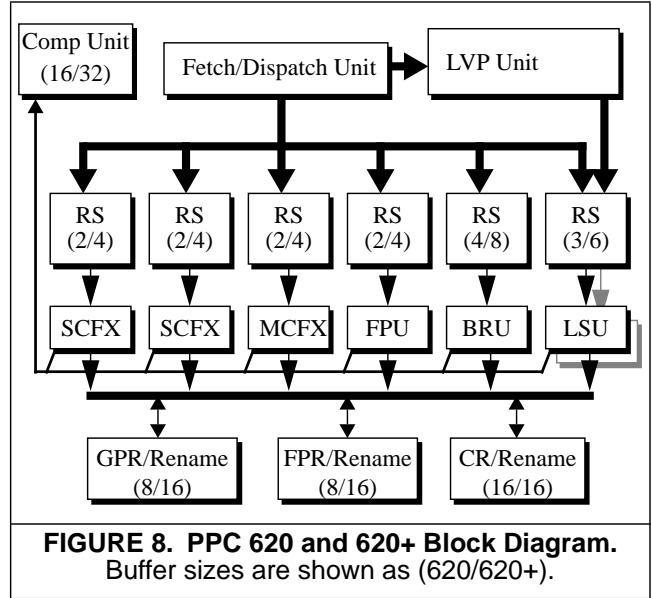 Comp Unit
(16/32)
Fetch/Dispatch Unit
LVP Unit
RS
(2/4)
RS
(2/4)
RS
(2/4)
RS
(2/4)
RS
(4/8)
RS
(3/6)
SCFX
SCFX
MCFX
FPU
BRU
LSU
GPR/Rename
(8/16)
FPR/Rename
(8/16)
CR/Rename
(16/16)
FIGURE 8. PPC 620 and 620+ Block Diagram.
Buffer sizes are shown as (620/620+).